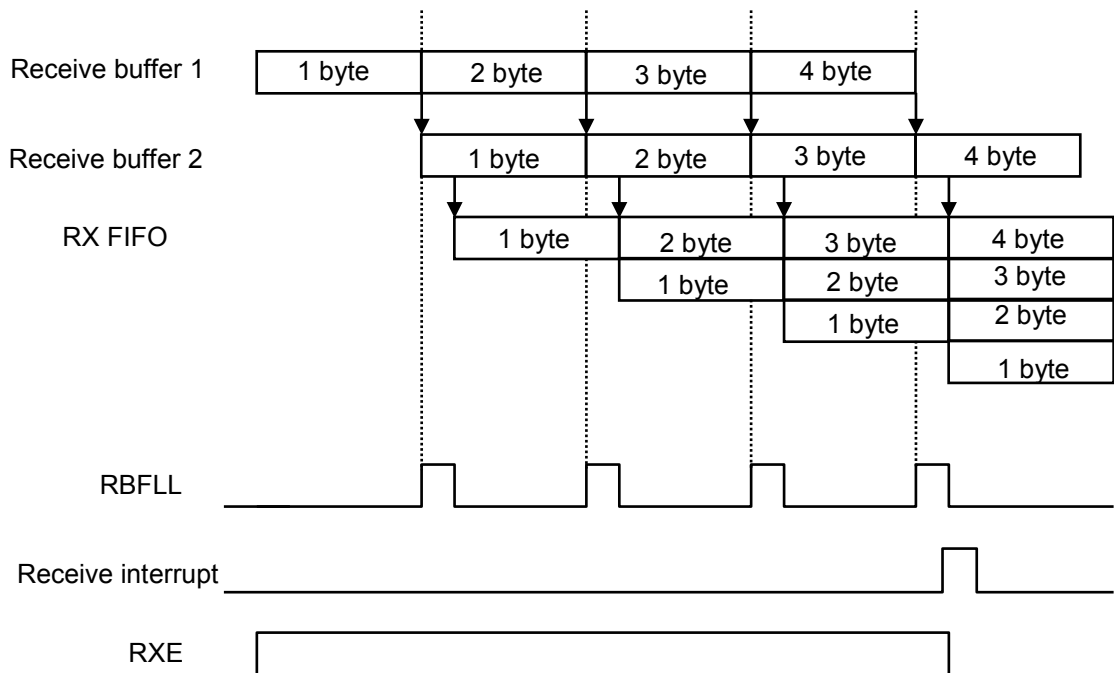 Receive buffer 1
1 byte
2 byte
3 byte
4 byte
Receive buffer 2
1 byte
2 byte
3 byte
4 byte
RX FIFO
1 byte
2 byte
3 byte
4 byte
1 byte
2 byte
3 byte
1 byte
2 byte
1 byte
RBFLL
Receive interrupt
RXE